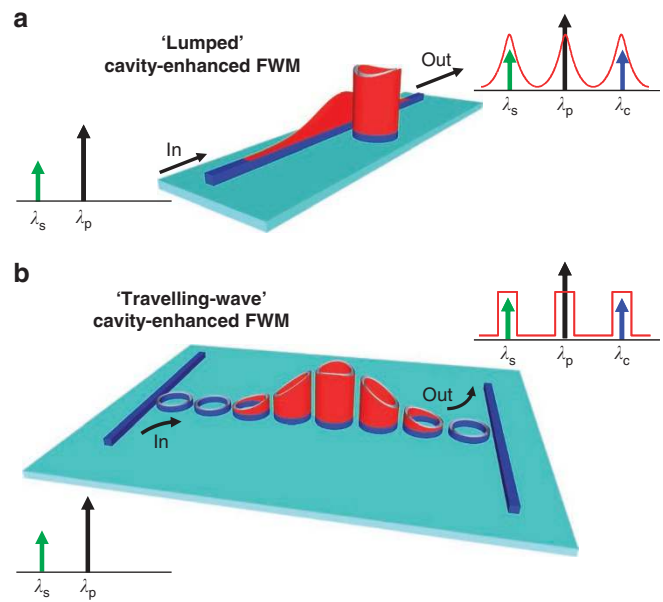 a
'Lumped'
cavity-enhanced FWM
Out
λs λp λc
In
λs λp
b
'Travelling-wave'
cavity-enhanced FWM
λs λp λc
Out
In
λs λp